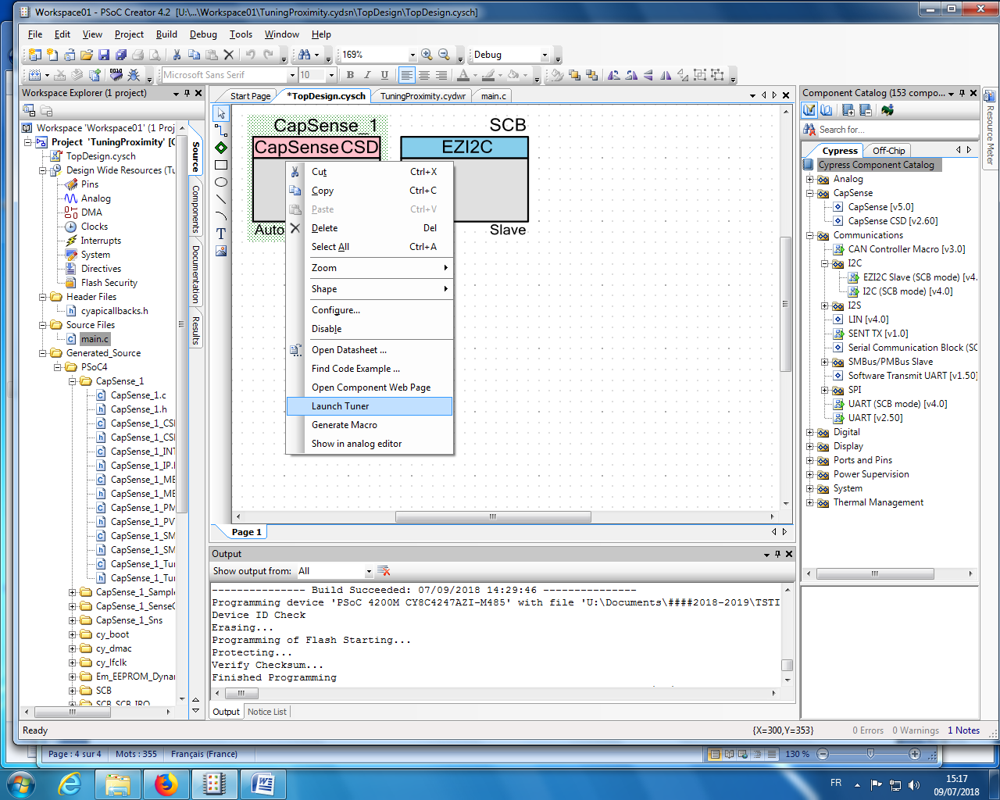 Workspace01 - PSoC Creator 4.2  [U:\...\Workspace01\TuningProximity.cydsn\TopDesign\TopDesign.cysch]
File Edit View Project Build Debug Tools Window Help
169% Debug
Microsoft Sans Serif 10 B I U
Workspace Explorer (1 project)
Workspace 'Workspace01' (1 Proj
Project 'TuningProximity' [C
TopDesign.cysch
Design Wide Resources (Tu
Pins
Analog
DMA
Clocks
Interrupts
System
Directives
Flash Security
Header Files
cyapicallbacks.h
Source Files
main.c
Generated_Source
PSoC4
CapSense_1
CapSense_1.c
CapSense_1.h
CapSense_1_CSI
CapSense_1_CSI
CapSense_1_INT
CapSense_1_IP.l
CapSense_1_ME
CapSense_1_ME
CapSense_1_PM
CapSense_1_PV
CapSense_1_SM
CapSense_1_SM
CapSense_1_Tur
CapSense_1_Tur
CapSense_1_Sampl
CapSense_1_SenseC
CapSense_1_Sns
cy_boot
cy_dmac
cy_lfclk
Em_EEPROM_Dynar
SCB
SCB_SCB_IRQ
Source
Components
Documentation
Results
Start Page *TopDesign.cysch TuningProximity.cydwr main.c
CapSense_1
CapSense CSD
Auto
SCB
EZI2C
Slave
Cut Ctrl+X
Copy Ctrl+C
Paste Ctrl+V
Delete Del
Select All Ctrl+A
Zoom
Shape
Configure...
Disable
Open Datasheet ...
Find Code Example ...
Open Component Web Page
Launch Tuner
Generate Macro
Show in analog editor
Page 1
Component Catalog (153 compo...
Search for...
Cypress Off-Chip
Cypress Component Catalog
Analog
CapSense
CapSense [v5.0]
CapSense CSD [v2.60]
Communications
CAN Controller Macro [v3.0]
I2C
EZI2C Slave (SCB mode) [v4.
I2C (SCB mode) [v4.0]
I2S
LIN [v4.0]
SENT TX [v1.0]
Serial Communication Block (SC
SMBus/PMBus Slave
Software Transmit UART [v1.50]
SPI
UART (SCB mode) [v4.0]
UART [v2.50]
Digital
Display
Ports and Pins
Power Supervision
System
Thermal Management
Resource Meter
Output
Show output from: All
--------------- Build Succeeded: 07/09/2018 14:29:46 ---------------
Programming device 'PSoC 4200M CY8C4247AZI-M485' with file 'U:\Documents\####2018-2019\TSTI
Device ID Check
Erasing...
Programming of Flash Starting...
Protecting...
Verify Checksum...
Finished Programming
Output Notice List
Ready {X=300,Y=353} 0 Errors 0 Warnings 1 Notes
Page : 4 sur 4 Mots : 355 Français (France) 130 %
FR 15:17
09/07/2018